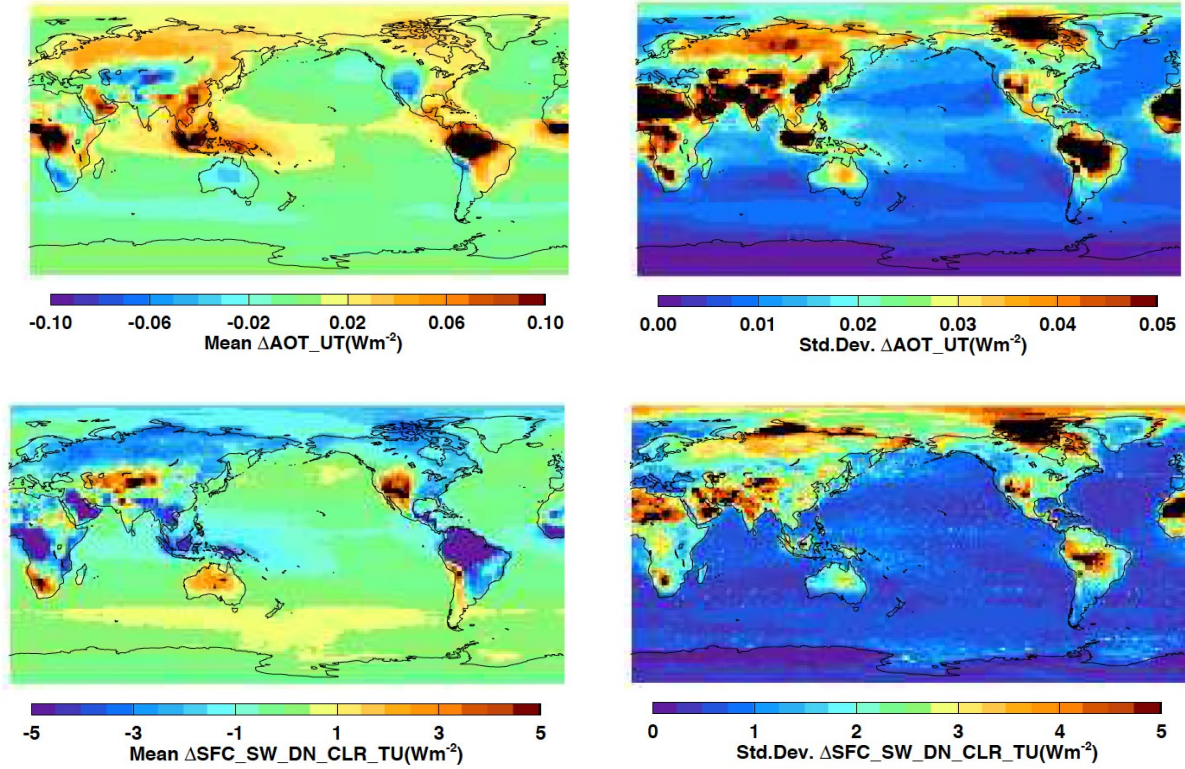 -0.10 -0.06 -0.02 0.02 0.06 0.10
Mean ΔAOT_UT(Wm-2)
0.00 0.01 0.02 0.03 0.04 0.05
Std.Dev. ΔAOT_UT(Wm-2)
-5 -3 -1 1 3 5
Mean ΔSFC_SW_DN_CLR_TU(Wm-2)
0 1 2 3 4 5
Std.Dev. ΔSFC_SW_DN_CLR_TU(Wm-2)